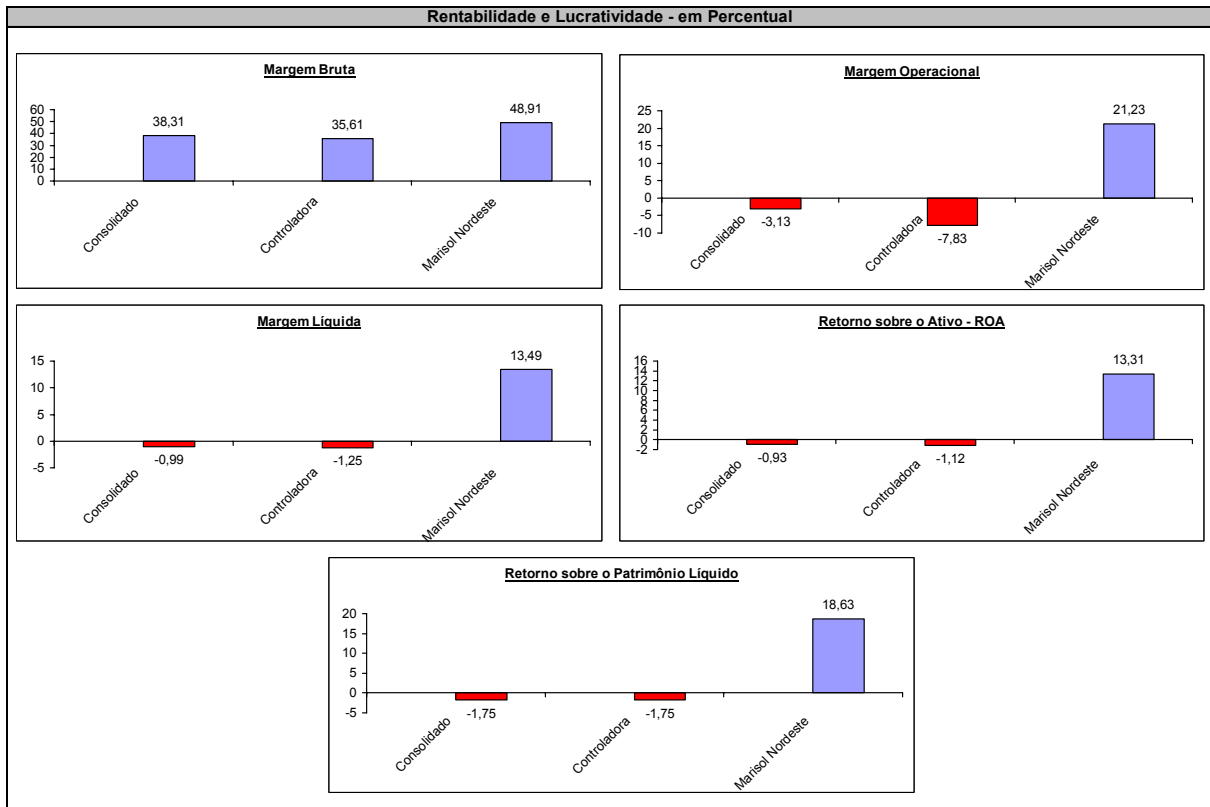 Rentabilidade e Lucratividade - em Percentual
Margem Bruta
60
50
40
30
20
10
0
38,31
35,61
48,91
Consolidado
Controladora
Marisol Nordeste
Margem Operacional
25
20
15
10
5
0
-5
-10
-3,13
-7,83
21,23
Consolidado
Controladora
Marisol Nordeste
Margem Líquida
15
10
5
0
-5
-0,99
-1,25
13,49
Consolidado
Controladora
Marisol Nordeste
Retorno sobre o Ativo - ROA
16
14
12
10
8
6
4
2
0
-2
-0,93
-1,12
13,31
Consolidado
Controladora
Marisol Nordeste
Retorno sobre o Patrimônio Líquido
20
15
10
5
0
-5
-1,75
-1,75
18,63
Consolidado
Controladora
Marisol Nordeste